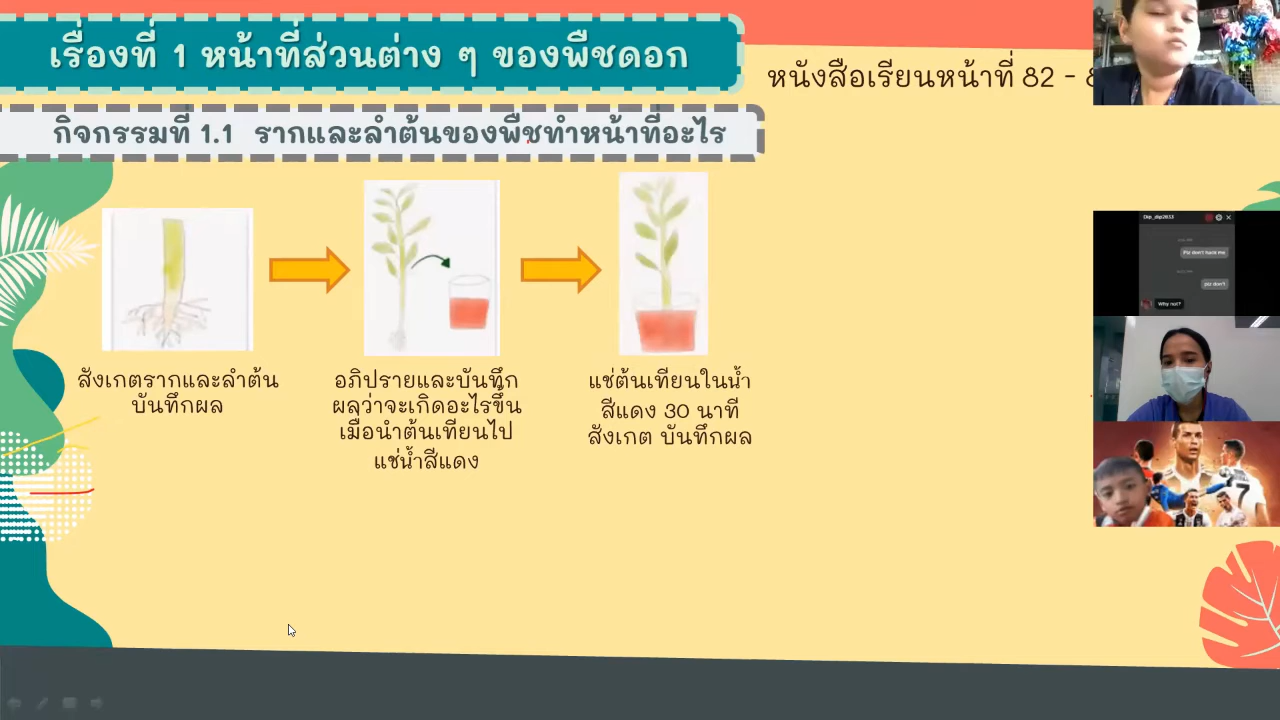 เรื่องที่ 1 หน้าที่ส่วนต่าง ๆ ของพืชดอก
หนังสือเรียนหน้าที่ 82 -
กิจกรรมที่ 1.1 รากและลำต้นของพืชทำหน้าที่อะไร
สังเกตรากและลำต้น
บันทึกผล
อภิปรายและบันทึก
ผลว่าจะเกิดอะไรขึ้น
เมื่อนำต้นเทียนไป
แช่น้ำสีแดง
แช่ต้นเทียนในน้ำ
สีแดง 30 นาที
สังเกต บันทึกผล
Plz don't hack me
plz don't
Why not?
7